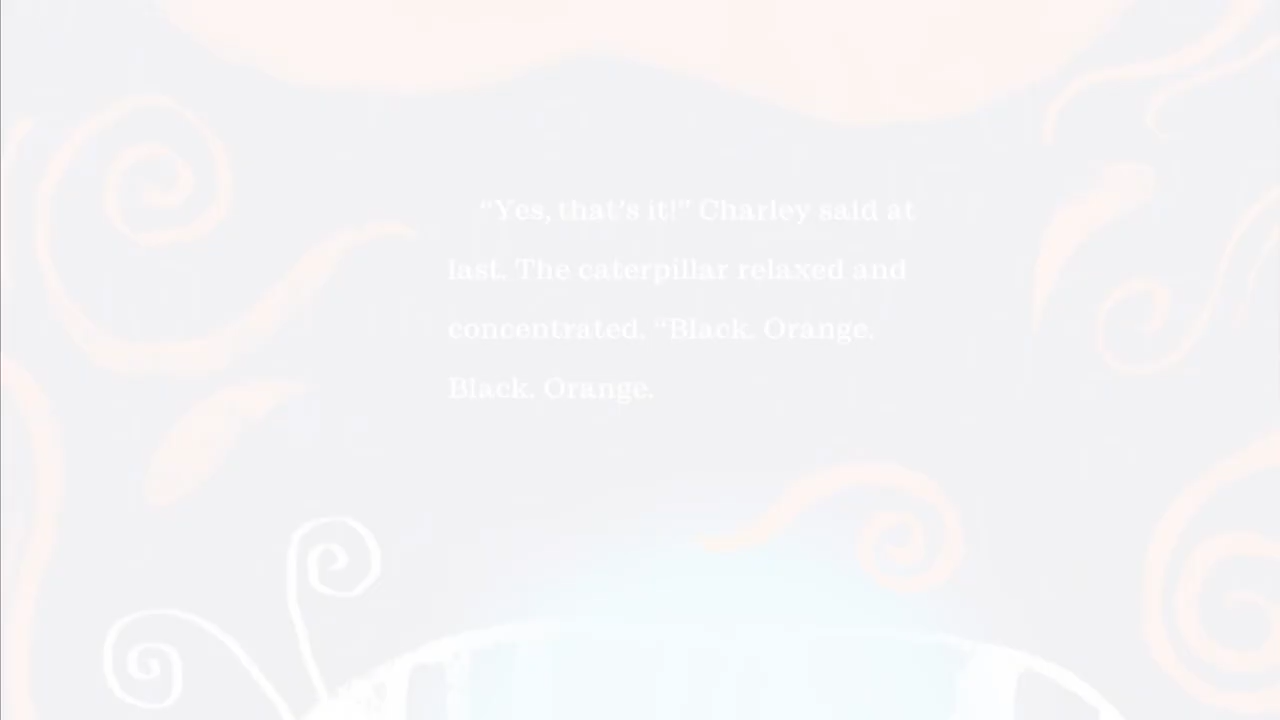 “Yes, that’s it!” Charley said at
last. The caterpillar relaxed and
concentrated. “Black. Orange.
Black. Orange.